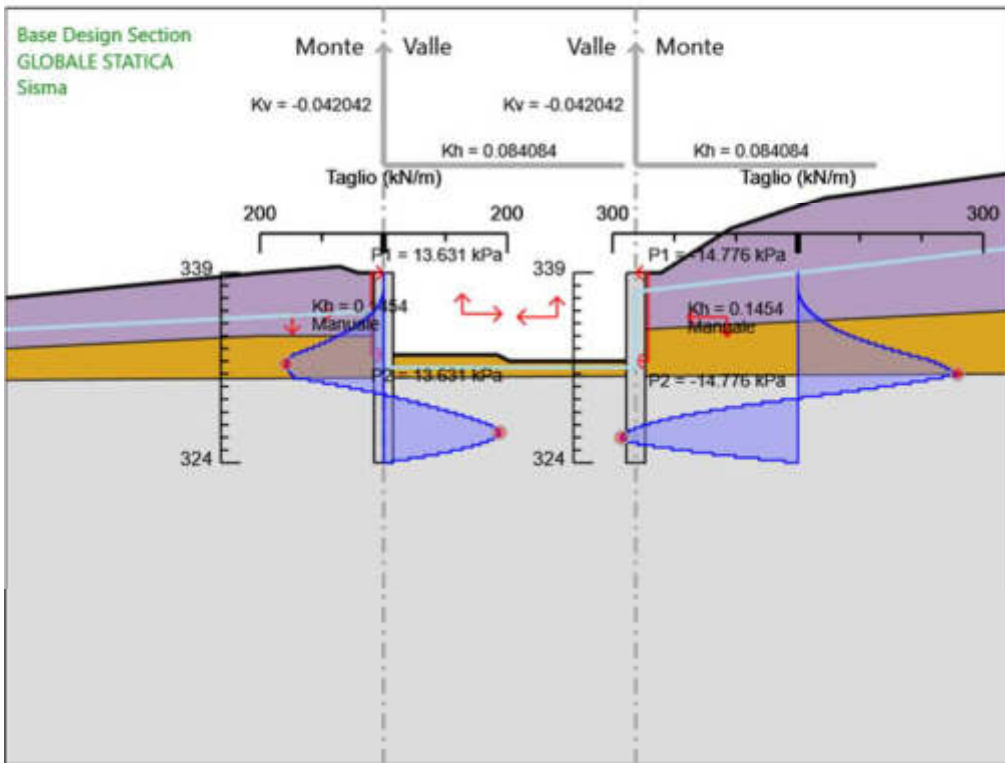 Base Design Section
GLOBALE STATICA
Sisma
Monte Valle
Valle Monte
Kv = -0.042042
Kv = -0.042042
Kh = 0.084084
Kh = 0.084084
Taglio (kN/m)
Taglio (kN/m)
200 200
300 300
P1 = 13.631 kPa
P1 = -14.776 kPa
339
339
Kh = 0.1454
Manuale
Kh = 0.1454
Manuale
P2 = 13.631 kPa
P2 = -14.776 kPa
324
324